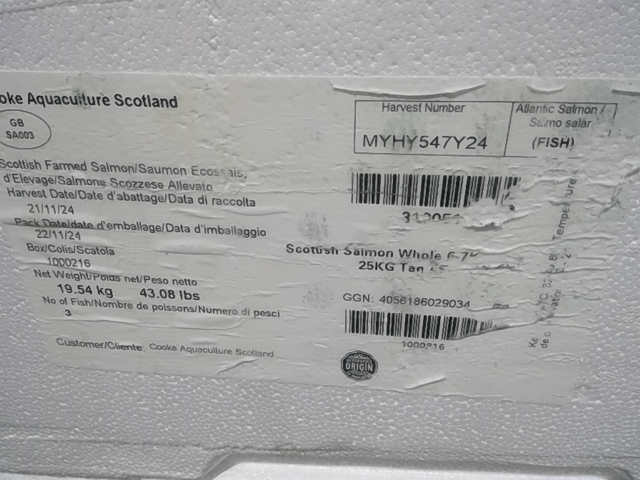 Aquaculture Scotland
GB
SA003
Harvest Number
MYHY547Y24
Atlantic Salmon /
salar
(FISH)
Scottish Farmed Salmon/Saumon
d'Elevage/Salmone Scozzese Allevato
Harvest Date/Date d'abattage/Data di raccolta
21/11/24
Pack Date/date d'emballage/Data d'imballaggio
22/11/24
Box/Colis/Scatola
1000216
Net Weight/Poids net/Peso netto
19.54 kg 43.08 lbs
No of Fish/Nombre de poissons/Numero di pesci
3
Customer/Cliente: Cooke Aquaculture Scotland
Scottish Salmon Whole
25KG Tan
GGN: 4056186029034
1000216
ORIGIN
Temperature